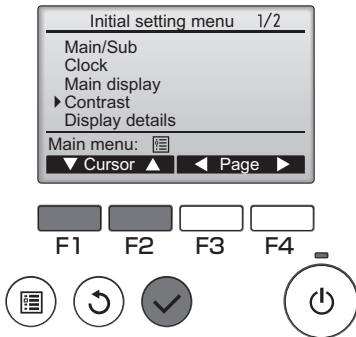 Initial setting menu 1/2
Main/Sub
Clock
Main display
Contrast
Display details
Main menu:
Cursor Page
F1 F2 F3 F4